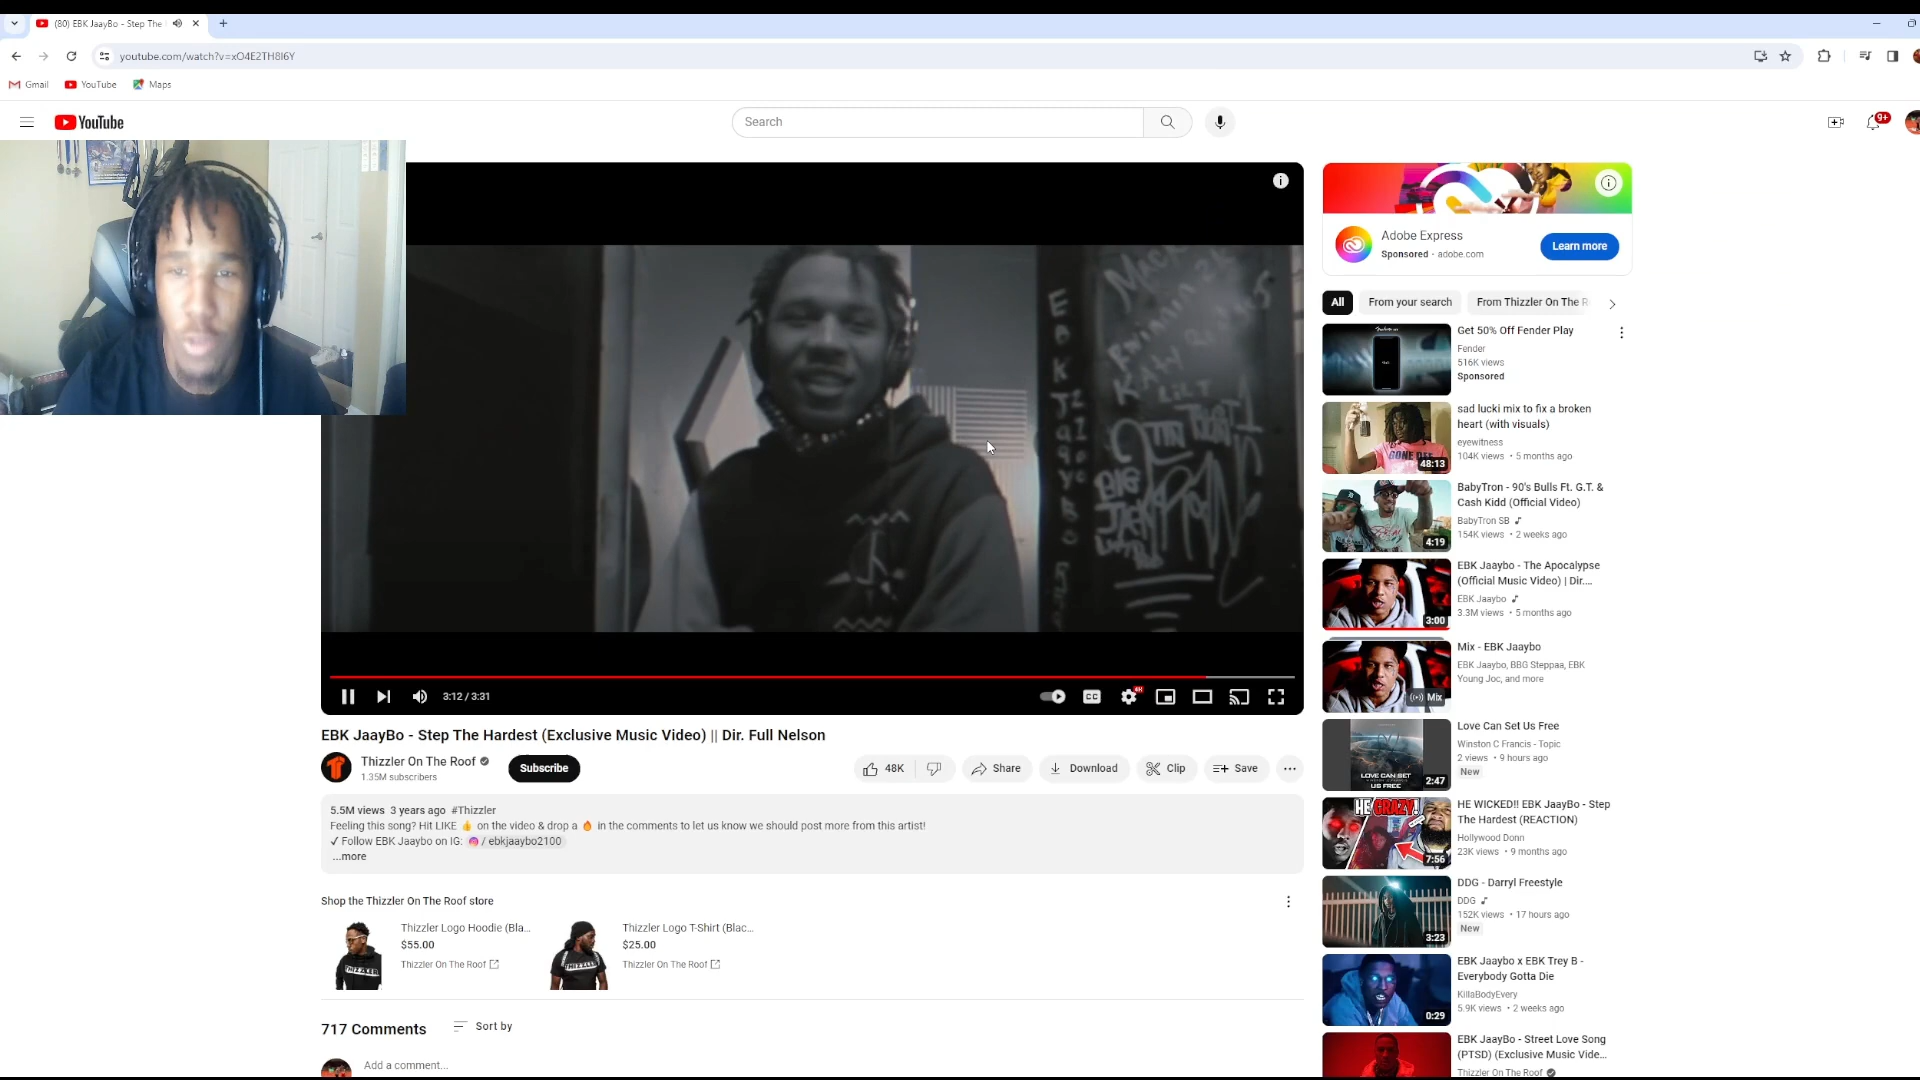 (80) EBK JaayBo - Step The
youtube.com/watch?v=xO4E2TH8I6Y
Gmail
YouTube
Maps
YouTube
Search
9+
EBK
Jaaybo
3:12 / 3:31
EBK JaayBo - Step The Hardest (Exclusive Music Video) || Dir. Full Nelson
Thizzler On The Roof
1.35M subscribers
Subscribe
48K
Share
Download
Clip
Save
5.5M views 3 years ago #Thizzler
Feeling this song? Hit LIKE 👍 on the video & drop a 🔥 in the comments to let us know we should post more from this artist!
✓ Follow EBK Jaaybo on IG: / ebkjaaybo2100
...more
Shop the Thizzler On The Roof store
Thizzler Logo Hoodie (Bla...
$55.00
Thizzler On The Roof
Thizzler Logo T-Shirt (Blac...
$25.00
Thizzler On The Roof
717 Comments
Sort by
Add a comment...
Adobe Express
Sponsored · adobe.com
Learn more
All
From your search
From Thizzler On The R
Get 50% Off Fender Play
Fender
516K views
Sponsored
sad lucki mix to fix a broken
heart (with visuals)
eyewitness
104K views • 5 months ago
48:13
BabyTron - 90's Bulls Ft. G.T. &
Cash Kidd (Official Video)
BabyTron SB
154K views • 2 weeks ago
4:19
EBK Jaaybo - The Apocalypse
(Official Music Video) | Dir....
EBK Jaaybo
3.3M views • 5 months ago
3:00
Mix - EBK Jaaybo
EBK Jaaybo, BBG Steppaa, EBK
Young Joc, and more
Mix
Love Can Set Us Free
Winston C Francis - Topic
2 views • 9 hours ago
New
LOVE CAN SET
US FREE
2:47
HE WICKED!! EBK JaayBo - Step
The Hardest (REACTION)
Hollywood Donn
23K views • 9 months ago
HE CRAZY!
7:56
DDG - Darryl Freestyle
DDG
152K views • 17 hours ago
New
3:23
EBK Jaaybo x EBK Trey B -
Everybody Gotta Die
KillaBodyEvery
5.9K views • 2 weeks ago
0:29
EBK JaayBo - Street Love Song
(PTSD) (Exclusive Music Vide...
Thizzler On The Roof